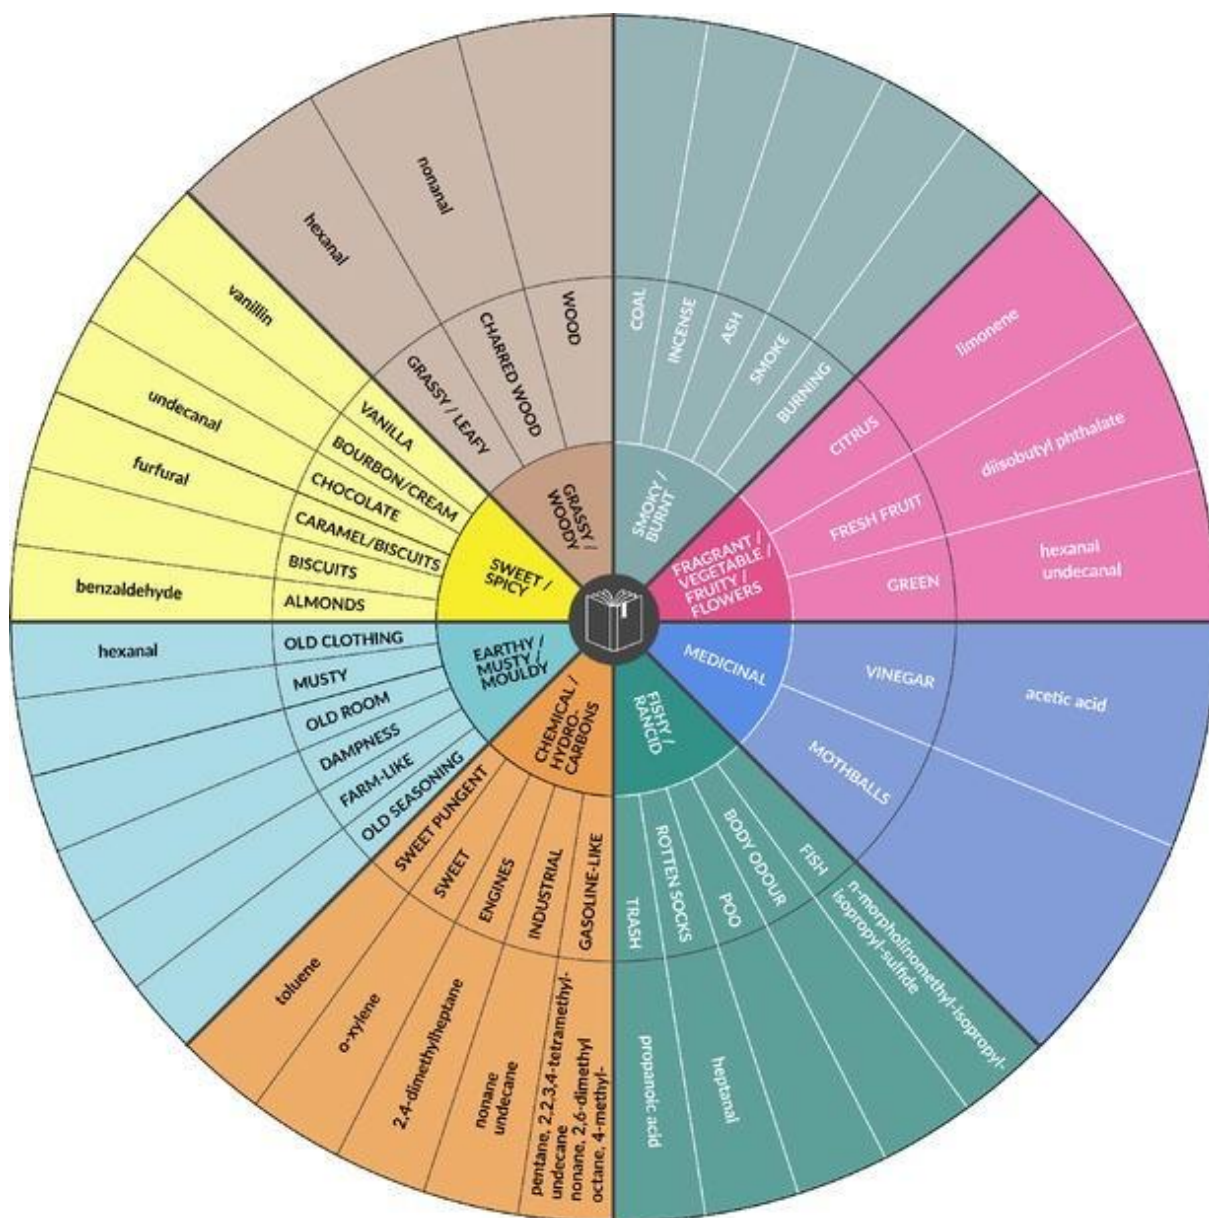 COAL
INCENSE
ASH
SMOKE
BURNING
SMOKY /
BURNT
limonene
CITRUS
diisobutyl phthalate
FRESH FRUIT
hexanal
undecanal
GREEN
FRAGRANT /
VEGETABLE /
FRUITY /
FLOWERS
MEDICINAL
VINEGAR
acetic acid
MOTHBALLS
FISHY /
RANCID
FISH
n-morpholinomethyl-isopropyl-
isopropyl-sulfide
BODY ODOUR
POO
ROTTEN SOCKS
heptanal
TRASH
propanoic acid
CHEMICAL /
HYDRO-
CARBONS
GASOLINE-LIKE
pentane, 2,2,3,4-tetramethyl-
undecane
nonane, 2,6-dimethyl
octane, 4-methyl-
INDUSTRIAL
nonane
undecane
ENGINES
2,4-dimethylheptane
SWEET
o-xylene
SWEET PUNGENT
toluene
EARTHY /
MUSTY /
MOULDY
OLD SEASONING
FARM-LIKE
DAMPNESS
OLD ROOM
MUSTY
OLD CLOTHING
hexanal
SWEET /
SPICY
ALMONDS
benzaldehyde
BISCUITS
CARAMEL/BISCUITS
furfural
CHOCOLATE
undecanal
BOURBON/CREAM
VANILLA
vanillin
GRASSY /
WOODY
GRASSY / LEAFY
hexanal
CHARRED WOOD
nonanal
WOOD